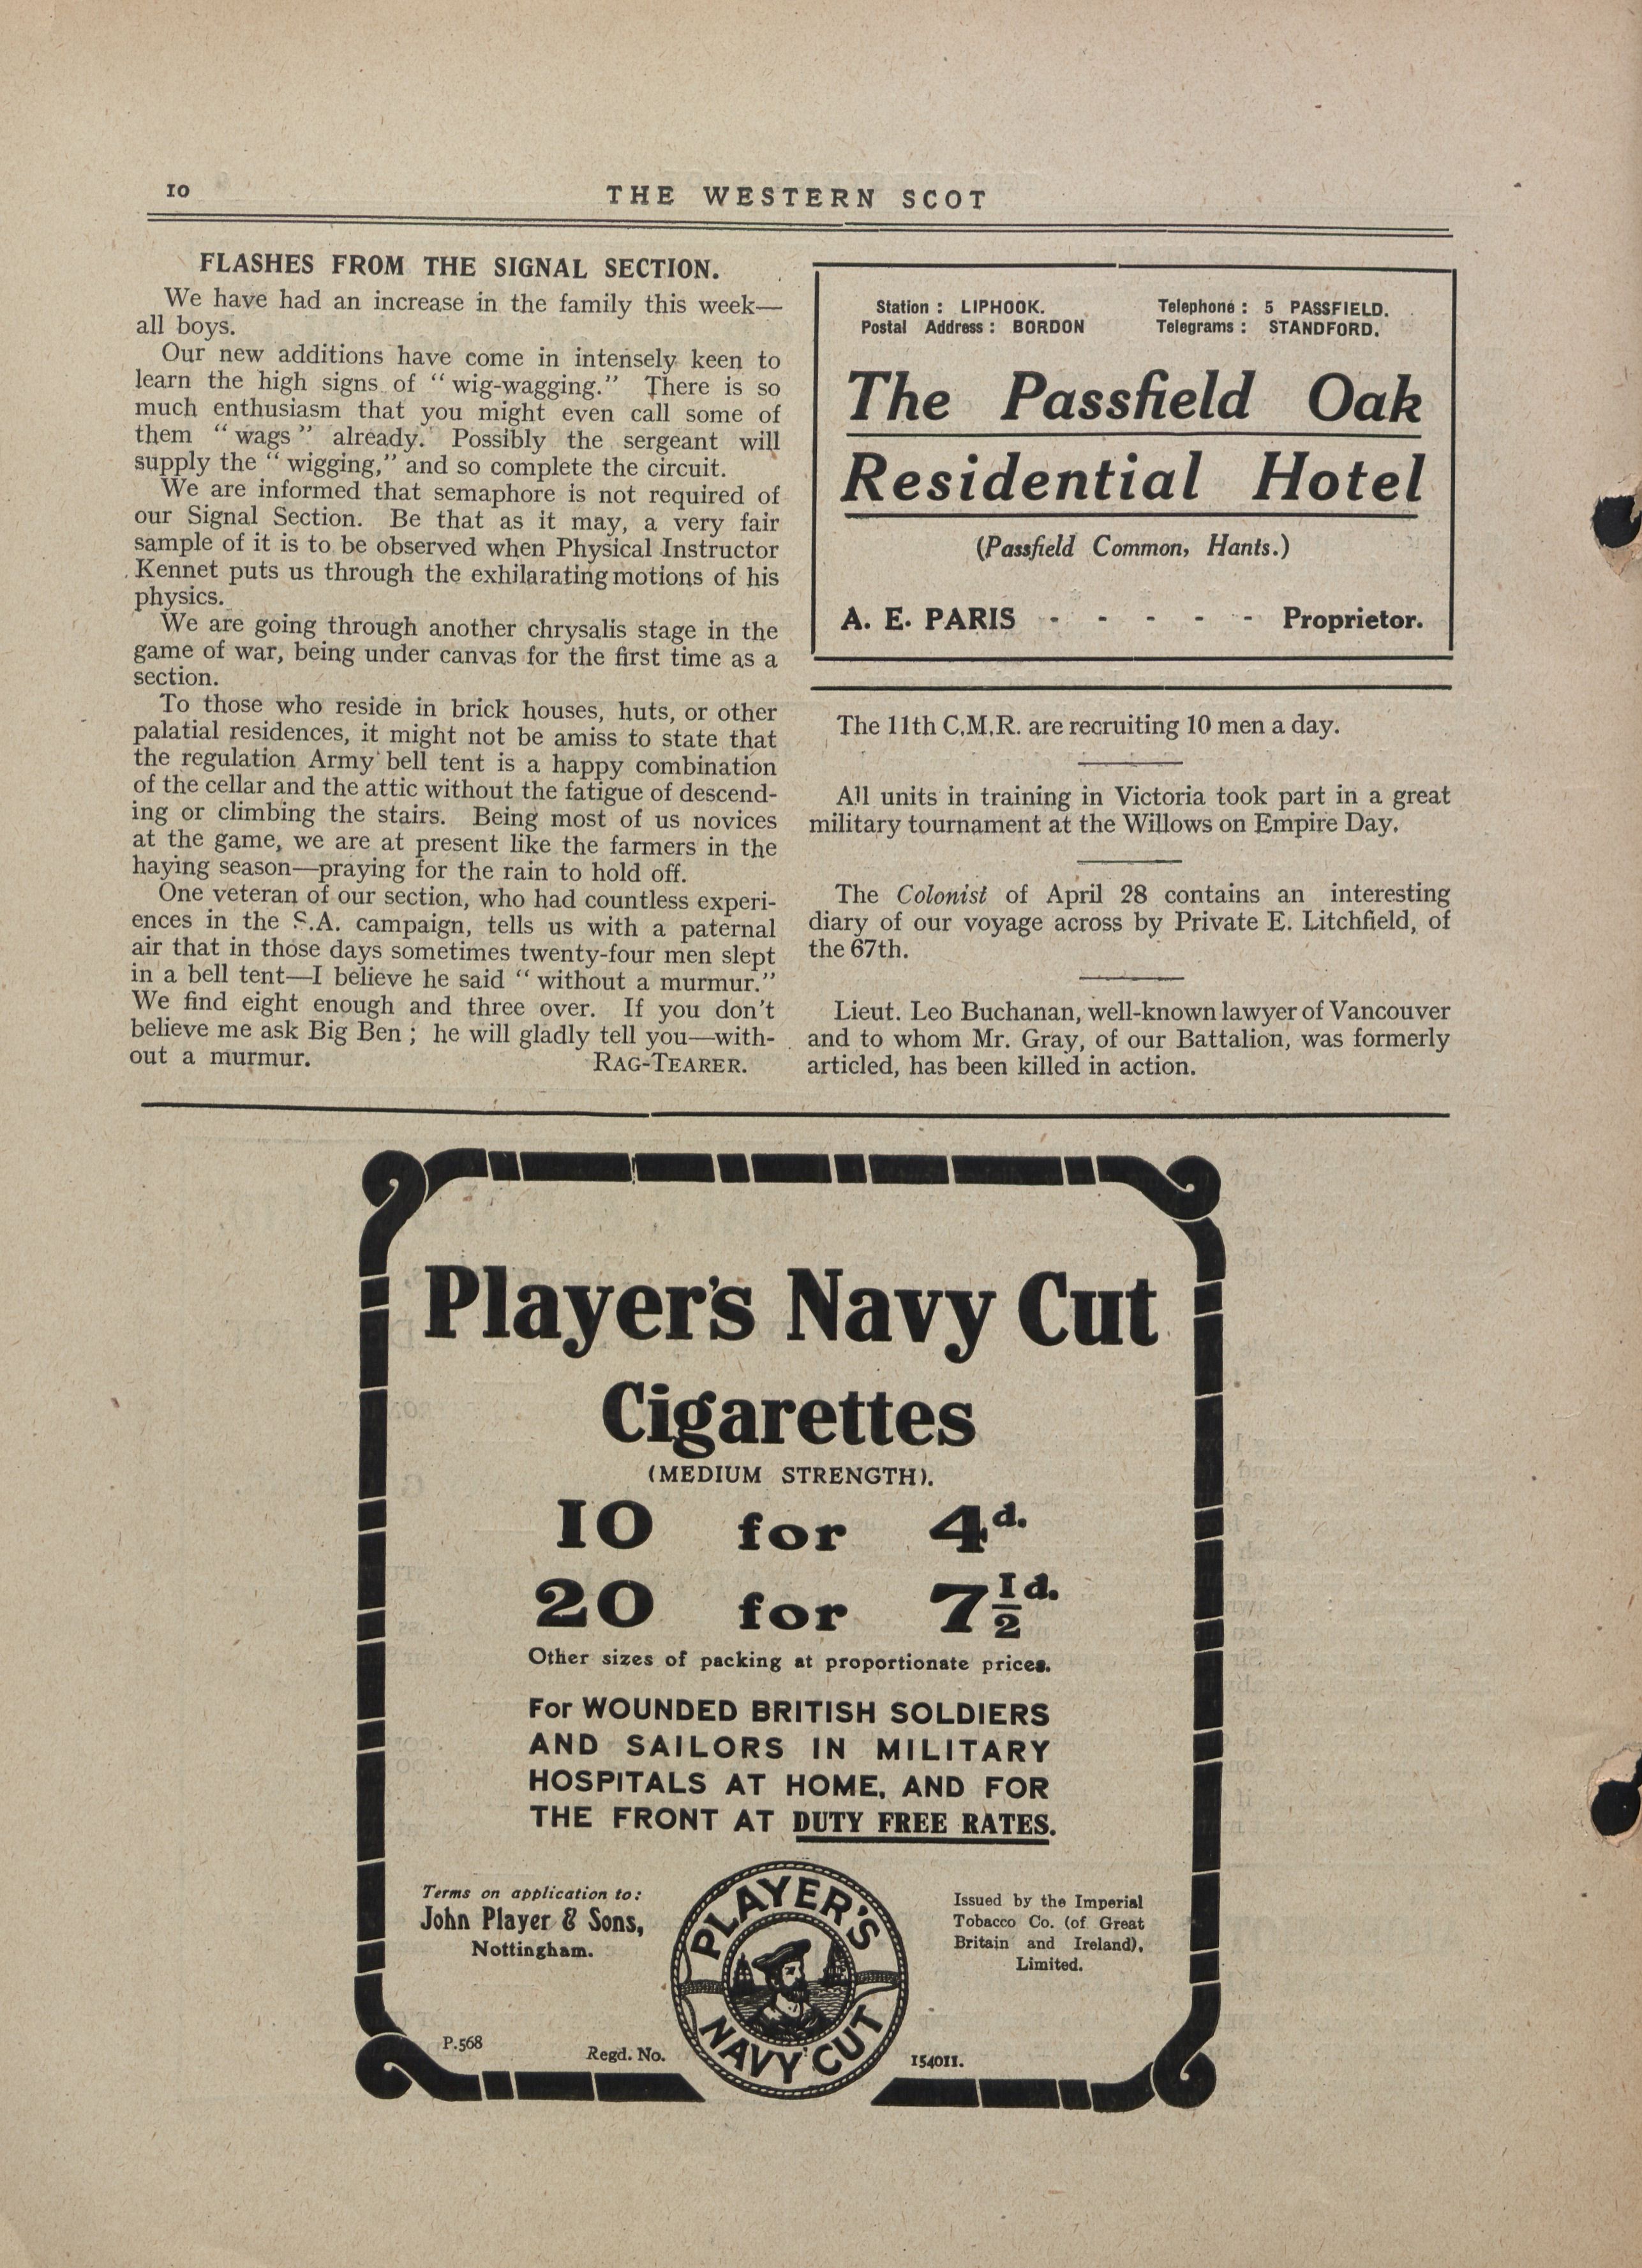 10
THE WESTERN SCOT
FLASHES FROM THE SIGNAL SECTION.
We have had an increase in the family this week—
all boys.
Our new additions have come in intensely keen to
learn the high signs of “wig-wagging.” There is so
much enthusiasm that you might even call some of
them “wags” already. Possibly the sergeant will
supply the “wigging,” and so complete the circuit.
We are informed that semaphore is not required of
our Signal Section. Be that as it may, a very fair
sample of it is to be observed when Physical Instructor
Kennet puts us through the exhilarating motions of his
physics.
We are going through another chrysalis stage in the
game of war, being under canvas for the first time as a
section.
To those who reside in brick houses, huts, or other
palatial residences, it might not be amiss to state that
the regulation Army bell tent is a happy combination
of the cellar and the attic without the fatigue of descend-
ing or climbing the stairs. Being most of us novices
at the game, we are at present like the farmers in the
haying season—praying for the rain to hold off.
One veteran of our section, who had countless experi-
ences in the S.A. campaign, tells us with a paternal
air that in those days sometimes twenty-four men slept
in a bell tent—I believe he said “without a murmur.”
We find eight enough and three over. If you don't
believe me ask Big Ben; he will gladly tell you—with-
out a murmur. RAG-TEARER.
Station: LIPHOOK. Telephone: 5 PASSFIELD.
Postal Address: BORDON Telegrams: STANDFORD.
The Passfield Oak
Residential Hotel
(Passfield Common, Hants.)
A. E. PARIS - - - - - Proprietor.
The 11th C.M.R. are recruiting 10 men a day.
All units in training in Victoria took part in a great
military tournament at the Willows on Empire Day.
The Colonist of April 28 contains an interesting
diary of our voyage across by Private E. Litchfield, of
the 67th.
Lieut. Leo Buchanan, well-known lawyer of Vancouver
and to whom Mr. Gray, of our Battalion, was formerly
articled, has been killed in action.
Player's Navy Cut
Cigarettes
(MEDIUM STRENGTH).
10 for 4d.
20 for 7½d.
Other sizes of packing at proportionate prices.
For WOUNDED BRITISH SOLDIERS
AND SAILORS IN MILITARY
HOSPITALS AT HOME, AND FOR
THE FRONT AT DUTY FREE RATES.
Terms on application to:
John Player & Sons,
Nottingham.
PLAYER'S
NAVY CUT
Issued by the Imperial
Tobacco Co. (of Great
Britain and Ireland),
Limited.
P.568
Regd. No. 154011.